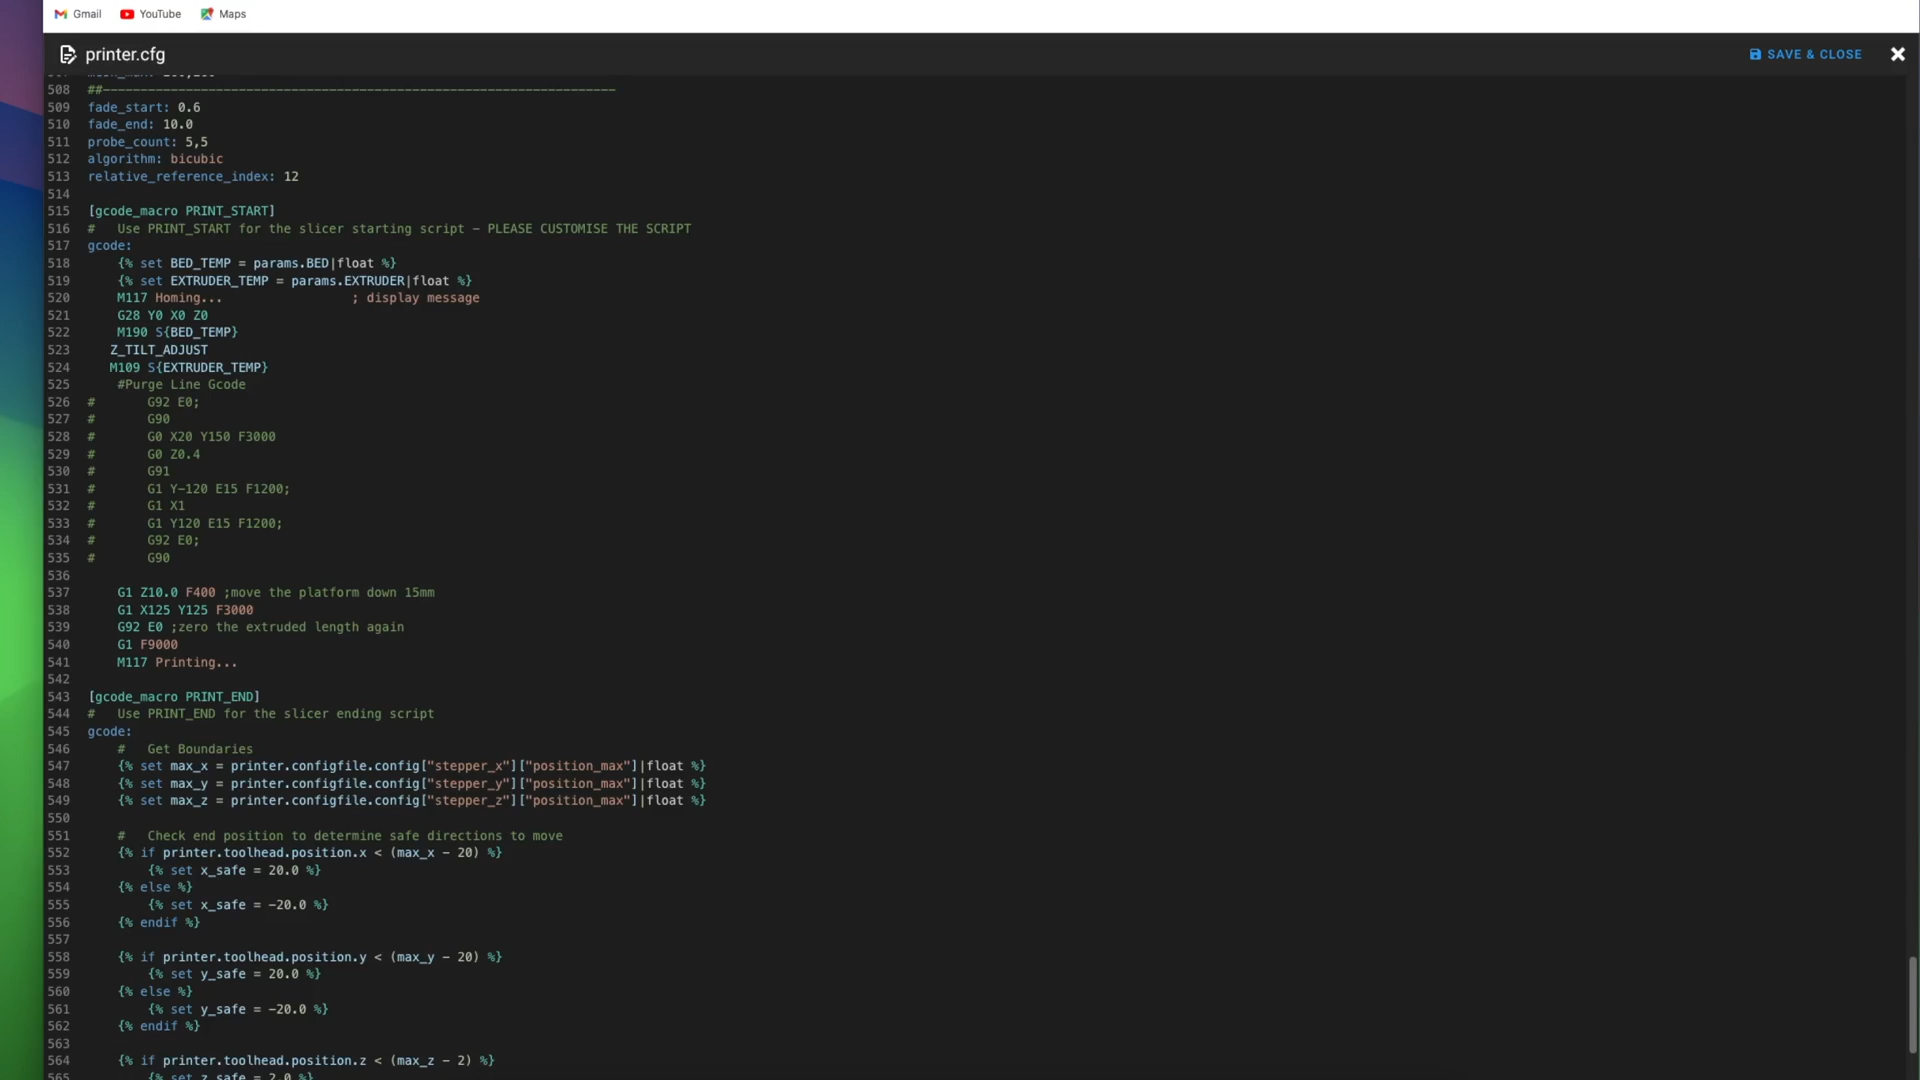 Gmail YouTube Maps
printer.cfg SAVE & CLOSE
508 ##--------------------------------------------------------------------
509 fade_start: 0.6
510 fade_end: 10.0
511 probe_count: 5,5
512 algorithm: bicubic
513 relative_reference_index: 12
514
515 [gcode_macro PRINT_START]
516 #   Use PRINT_START for the slicer starting script - PLEASE CUSTOMISE THE SCRIPT
517 gcode:
518     {% set BED_TEMP = params.BED|float %}
519     {% set EXTRUDER_TEMP = params.EXTRUDER|float %}
520     M117 Homing...                 ; display message
521     G28 Y0 X0 Z0
522     M190 S{BED_TEMP}
523    Z_TILT_ADJUST
524    M109 S{EXTRUDER_TEMP}
525     #Purge Line Gcode
526 #       G92 E0;
527 #       G90
528 #       G0 X20 Y150 F3000
529 #       G0 Z0.4
530 #       G91
531 #       G1 Y-120 E15 F1200;
532 #       G1 X1
533 #       G1 Y120 E15 F1200;
534 #       G92 E0;
535 #       G90
536
537     G1 Z10.0 F400 ;move the platform down 15mm
538     G1 X125 Y125 F3000
539     G92 E0 ;zero the extruded length again
540     G1 F9000
541     M117 Printing...
542
543 [gcode_macro PRINT_END]
544 #   Use PRINT_END for the slicer ending script
545 gcode:
546     #   Get Boundaries
547     {% set max_x = printer.configfile.config["stepper_x"]["position_max"]|float %}
548     {% set max_y = printer.configfile.config["stepper_y"]["position_max"]|float %}
549     {% set max_z = printer.configfile.config["stepper_z"]["position_max"]|float %}
550
551     #   Check end position to determine safe directions to move
552     {% if printer.toolhead.position.x < (max_x - 20) %}
553         {% set x_safe = 20.0 %}
554     {% else %}
555         {% set x_safe = -20.0 %}
556     {% endif %}
557
558     {% if printer.toolhead.position.y < (max_y - 20) %}
559         {% set y_safe = 20.0 %}
560     {% else %}
561         {% set y_safe = -20.0 %}
562     {% endif %}
563
564     {% if printer.toolhead.position.z < (max_z - 2) %}
565         {% set z_safe = 2.0 %}